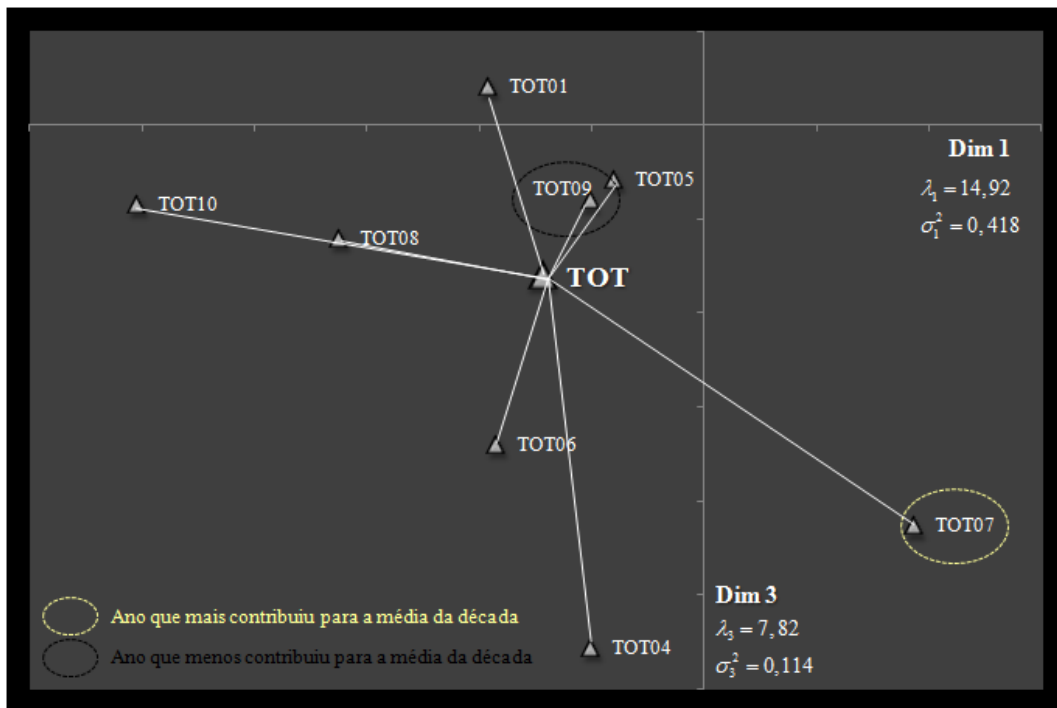 TOT01
Dim 1
λ₁ = 14,92
σ₁² = 0,418
TOT09
TOT05
TOT10
TOT08
TOT
TOT06
TOT07
Dim 3
λ₃ = 7,82
σ₃² = 0,114
TOT04
Ano que mais contribuiu para a média da década
Ano que menos contribuiu para a média da década